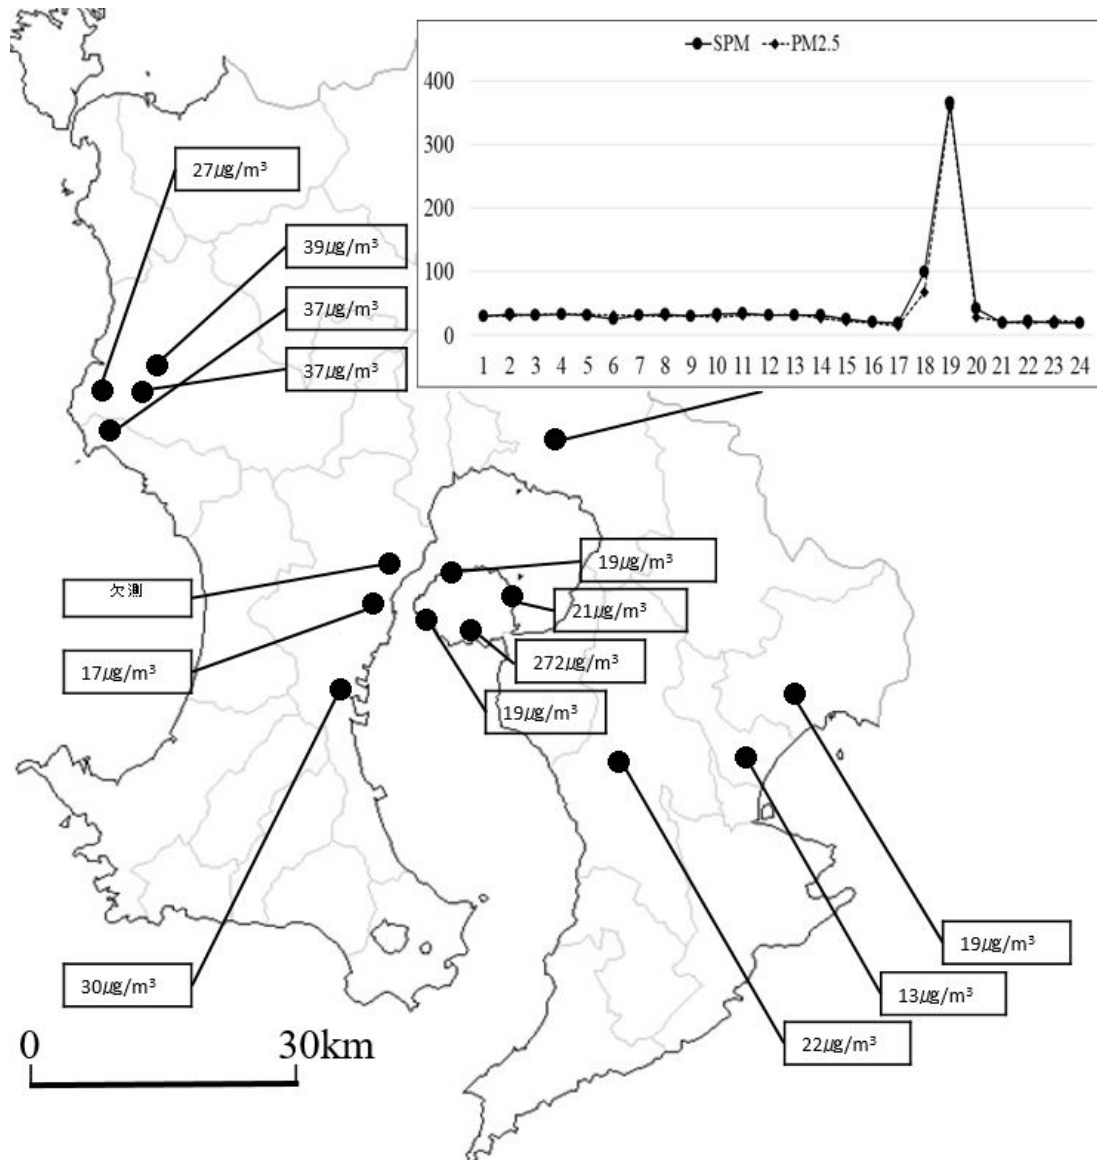 SPM PM2.5
400
300
200
100
0
1 2 3 4 5 6 7 8 9 10 11 12 13 14 15 16 17 18 19 20 21 22 23 24
27㎍/m³
39㎍/m³
37㎍/m³
37㎍/m³
19㎍/m³
欠測
21㎍/m³
17㎍/m³
272㎍/m³
19㎍/m³
19㎍/m³
30㎍/m³
13㎍/m³
22㎍/m³
0 30km